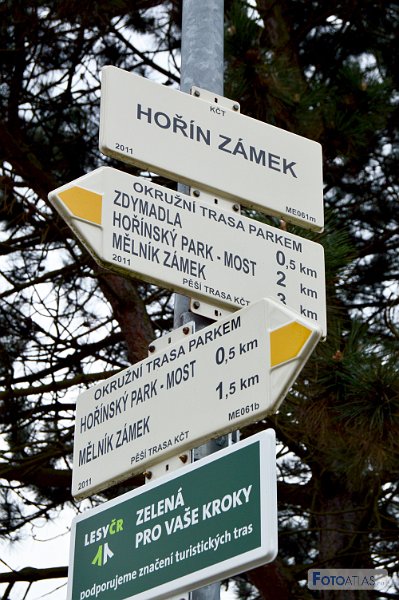 KČT
HOŘÍN ZÁMEK
2011
ME061m
OKRUŽNÍ TRASA PARKEM
ZDYMADLA 0,5 km
HOŘÍNSKÝ PARK - MOST 2 km
MĚLNÍK ZÁMEK 3 km
2011
PĚŠÍ TRASA KČT
OKRUŽNÍ TRASA PARKEM
HOŘÍNSKÝ PARK - MOST 0,5 km
MĚLNÍK ZÁMEK 1,5 km
ME061b
2011
PĚŠÍ TRASA KČT
LESY ČR
ZELENÁ
PRO VAŠE KROKY
podporujeme značení turistických tras
FOTOATLAS